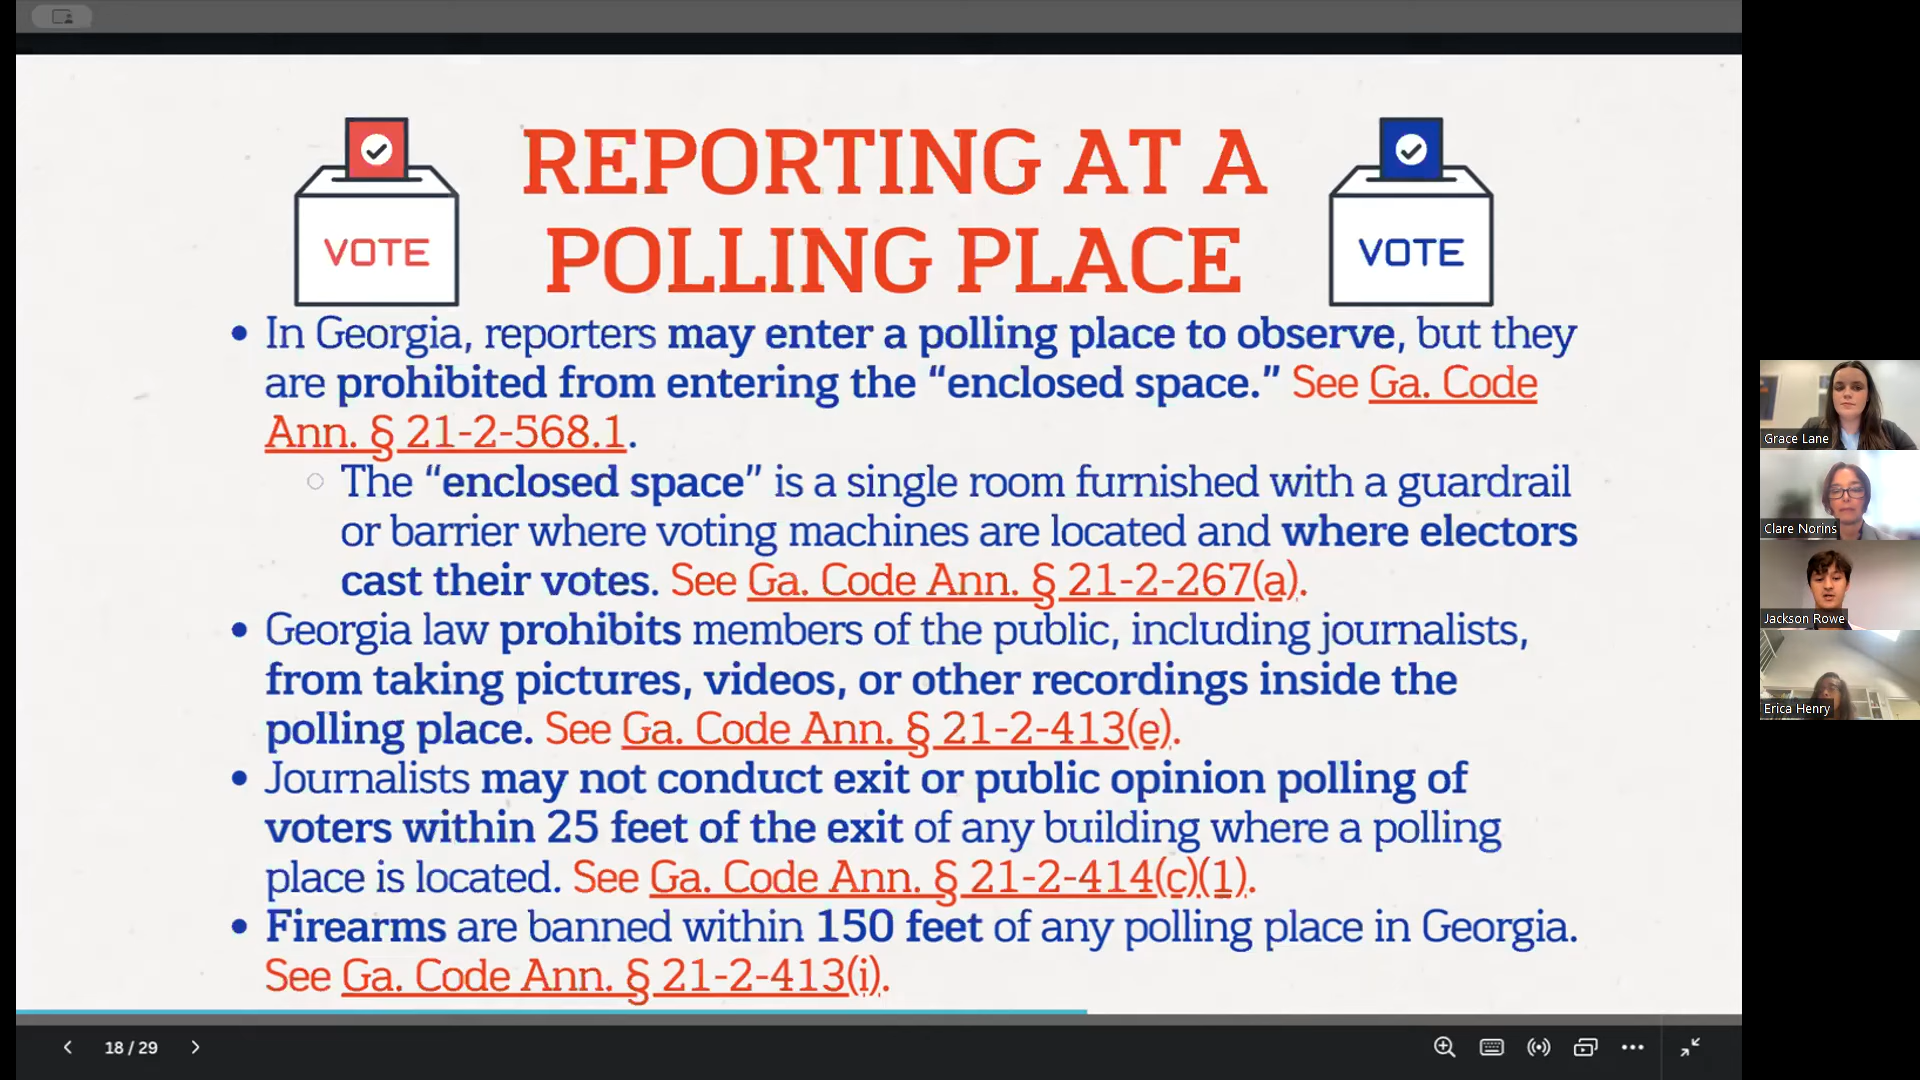 REPORTING AT A
POLLING PLACE
VOTE
VOTE
• In Georgia, reporters may enter a polling place to observe, but they
are prohibited from entering the “enclosed space.” See Ga. Code
Ann. § 21-2-568.1.
○ The “enclosed space” is a single room furnished with a guardrail
or barrier where voting machines are located and where electors
cast their votes. See Ga. Code Ann. § 21-2-267(a).
• Georgia law prohibits members of the public, including journalists,
from taking pictures, videos, or other recordings inside the
polling place. See Ga. Code Ann. § 21-2-413(e).
• Journalists may not conduct exit or public opinion polling of
voters within 25 feet of the exit of any building where a polling
place is located. See Ga. Code Ann. § 21-2-414(c)(1).
• Firearms are banned within 150 feet of any polling place in Georgia.
See Ga. Code Ann. § 21-2-413(i).
18 / 29
Grace Lane
Clare Norins
Jackson Rowe
Erica Henry